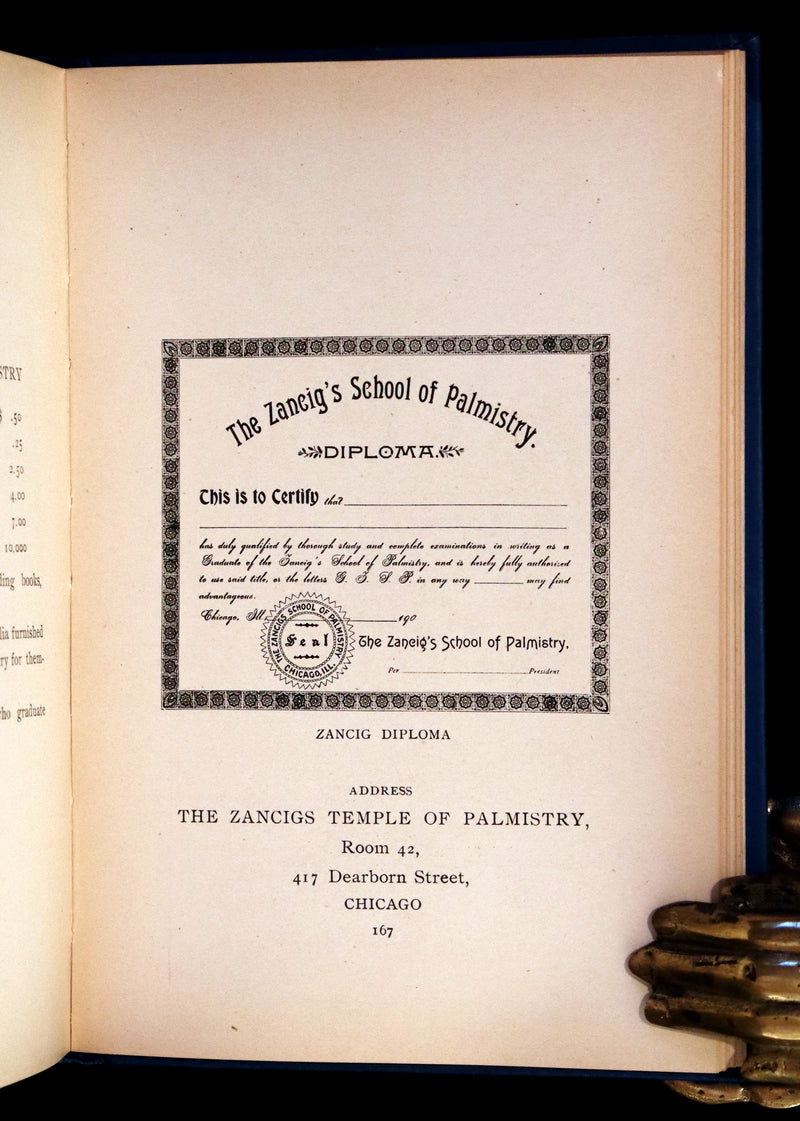 STRY
.50
.25
2.50
4.00
7.00
10,000
ding books,
lia furnished
ry for them-
who graduate
The Zancig's School of Palmistry.
DIPLOMA.
This is to Certify that
has duly qualified by thorough study and complete examinations in writing as a
Graduate of the Zancig's School of Palmistry, and is hereby fully authorized
to use said title, or the letters G. Z. S. P. in any way may find
advantageous.
Chicago, Ill. 190
THE ZANCIGS SCHOOL OF PALMISTRY
Seal
CHICAGO, ILL.
The Zancig's School of Palmistry.
Per President
ZANCIG DIPLOMA
ADDRESS
THE ZANCIGS TEMPLE OF PALMISTRY,
Room 42,
417 Dearborn Street,
CHICAGO
167